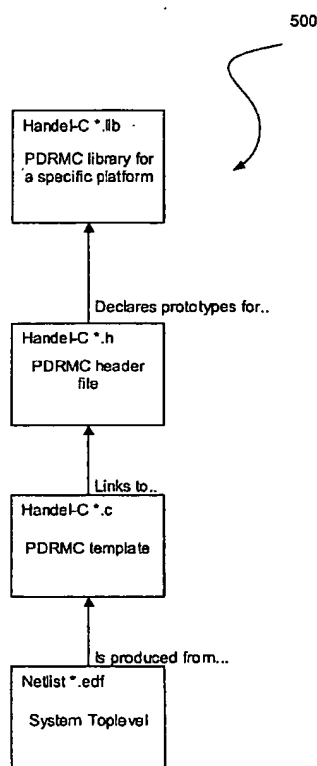 500
Handel-C *.lib
PDRMC library for
a specific platform
Declares prototypes for..
Handel-C *.h
PDRMC header
file
Links to..
Handel-C *.c
PDRMC template
Is produced from...
Netlist *.edf
System Toplevel